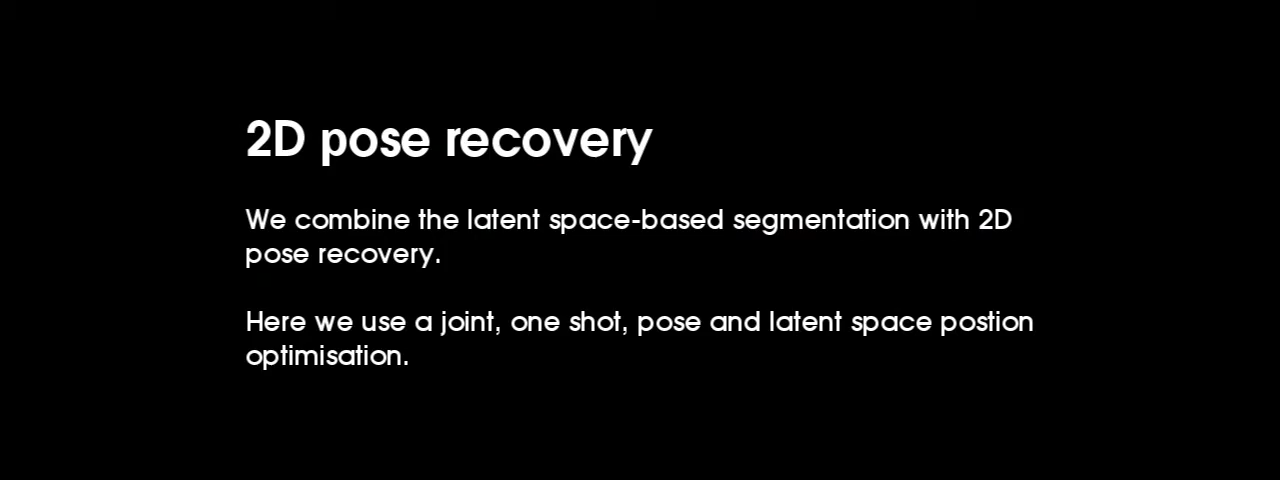 2D pose recovery
We combine the latent space-based segmentation with 2D
pose recovery.
Here we use a joint, one shot, pose and latent space postion
optimisation.